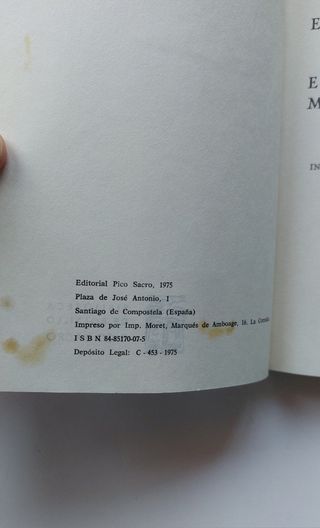 Editorial Pico Sacro, 1975
Plaza de José Antonio, 1
Santiago de Compostela (España)
Impreso por Imp. Moret, Marqués de Amboage, 16. La Coruña
I S B N 84-85170-07-5
Depósito Legal: C - 453 - 1975
E
E
M
IN